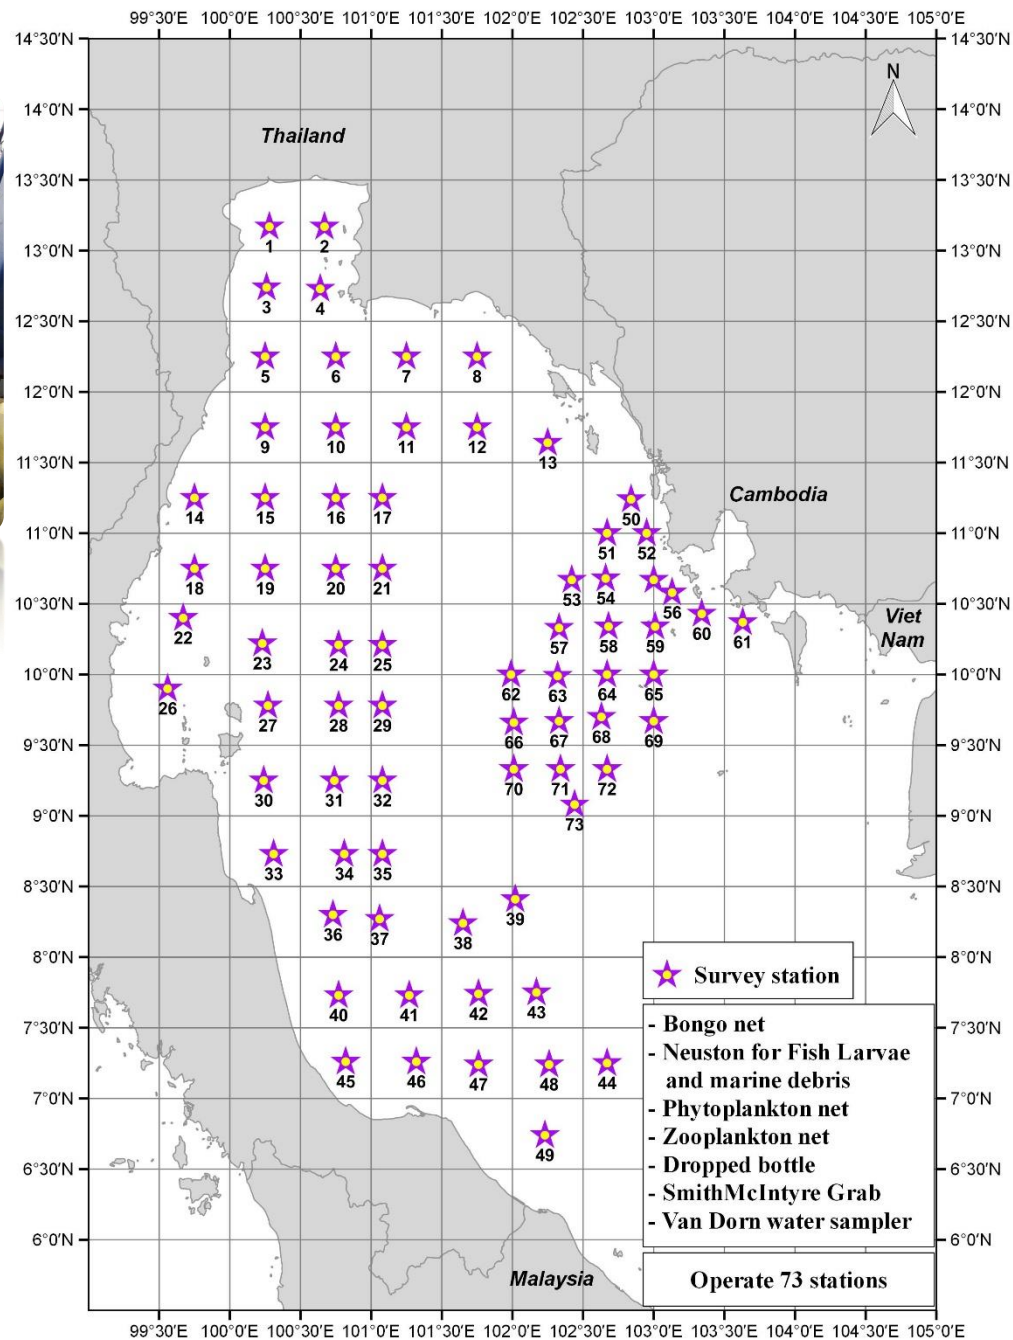 99°30'E 100°0'E 100°30'E 101°0'E 101°30'E 102°0'E 102°30'E 103°0'E 103°30'E 104°0'E 104°30'E 105°0'E
14°30'N 14°30'N
N
14°0'N 14°0'N
Thailand
13°30'N 13°30'N
1 2
13°0'N 13°0'N
3 4
12°30'N 12°30'N
5 6 7 8
12°0'N 12°0'N
9 10 11 12
13
11°30'N 11°30'N
Cambodia
14 15 16 17
50
11°0'N 11°0'N
51 52
18 19 20 21
53 54
10°30'N 10°30'N
56
Viet
Nam
22
60 61
57 58 59
23 24 25
10°0'N 10°0'N
62 63 64 65
26
27 28 29
66 67 68 69
9°30'N 9°30'N
30 31 32
70 71 72
9°0'N 9°0'N
73
33 34 35
8°30'N 8°30'N
39
36 37 38
8°0'N 8°0'N
Survey station
40 41 42 43
7°30'N 7°30'N
- Bongo net
- Neuston for Fish Larvae
and marine debris
45 46 47 48 44
7°0'N 7°0'N
- Phytoplankton net
- Zooplankton net
49
6°30'N 6°30'N
- Dropped bottle
- SmithMcIntyre Grab
- Van Dorn water sampler
6°0'N 6°0'N
Malaysia
Operate 73 stations
99°30'E 100°0'E 100°30'E 101°0'E 101°30'E 102°0'E 102°30'E 103°0'E 103°30'E 104°0'E 104°30'E 105°0'E